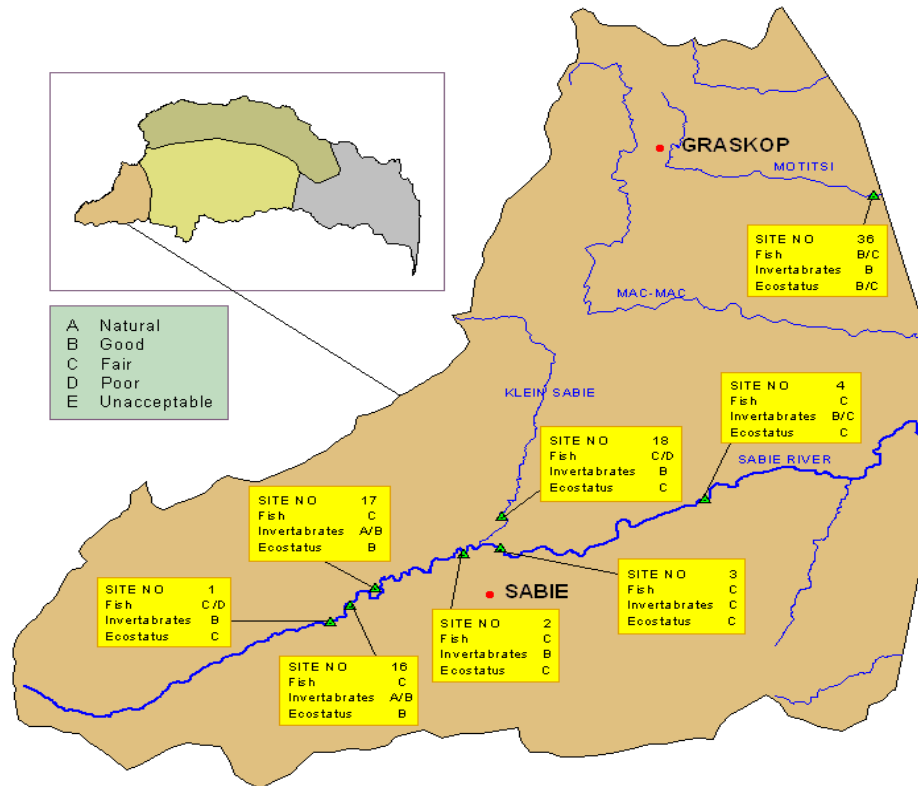 GRASKOP
MOTITSI
SITE NO 36
Fish B/C
Invertabrates B
Ecostatus B/C
MAC-MAC
A Natural
B Good
C Fair
D Poor
E Unacceptable
KLEIN SABIE
SITE NO 4
Fish C
Invertabrates B/C
Ecostatus C
SITE NO 18
Fish C/D
Invertabrates B
Ecostatus C
SABIE RIVER
SITE NO 17
Fish C
Invertabrates A/B
Ecostatus B
SITE NO 1
Fish C/D
Invertabrates B
Ecostatus C
SABIE
SITE NO 3
Fish C
Invertabrates C
Ecostatus C
SITE NO 2
Fish C
Invertabrates B
Ecostatus C
SITE NO 16
Fish C
Invertabrates A/B
Ecostatus B